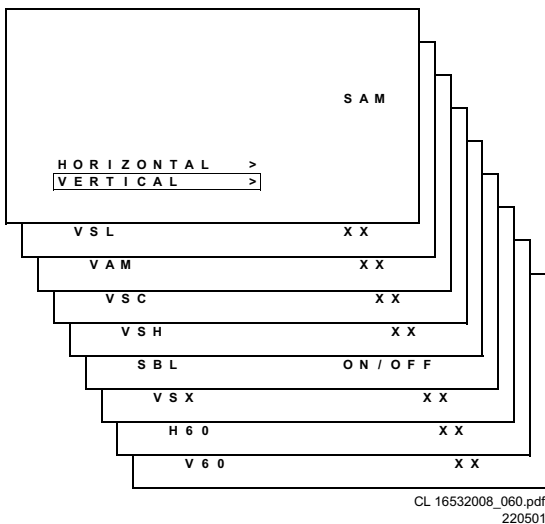 SAM
HORIZONTAL >
VERTICAL >
VSL XX
VAM XX
VSC XX
VSH XX
SBL ON/OFF
VSX XX
H60 XX
V60 XX
CL 16532008_060.pdf
220501